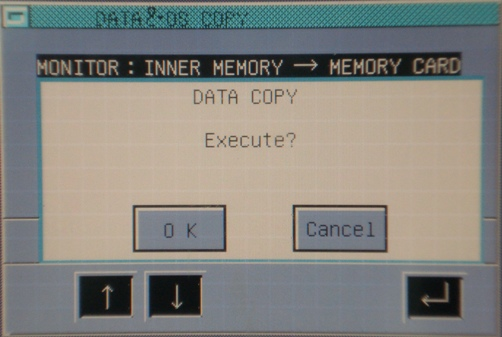 DATA & OS COPY
MONITOR : INNER MEMORY → MEMORY CARD
DATA COPY
Execute?
O K Cancel
↑ ↓ ↵